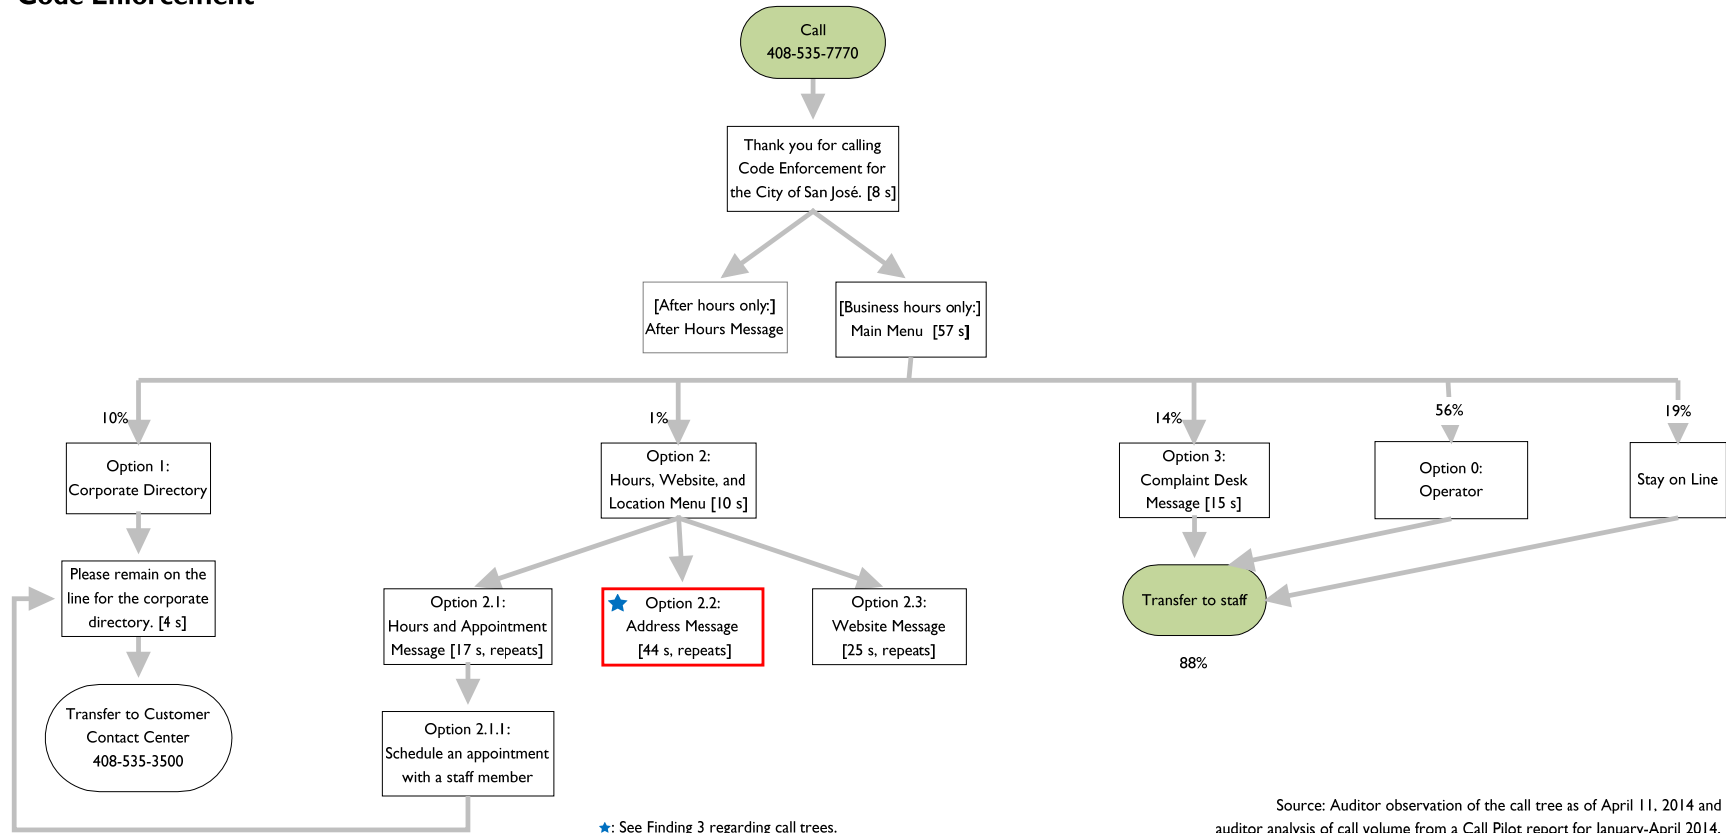 Code Enforcement
Call
408-535-7770
Thank you for calling
Code Enforcement for
the City of San José. [8 s]
[After hours only:]
After Hours Message
[Business hours only:]
Main Menu [57 s]
10%
1%
14%
56%
19%
Option 1:
Corporate Directory
Option 2:
Hours, Website, and
Location Menu [10 s]
Option 3:
Complaint Desk
Message [15 s]
Option 0:
Operator
Stay on Line
Please remain on the
line for the corporate
directory. [4 s]
Option 2.1:
Hours and Appointment
Message [17 s, repeats]
Option 2.2:
Address Message
[44 s, repeats]
Option 2.3:
Website Message
[25 s, repeats]
Transfer to staff
88%
Transfer to Customer
Contact Center
408-535-3500
Option 2.1.1:
Schedule an appointment
with a staff member
★: See Finding 3 regarding call trees.
Source: Auditor observation of the call tree as of April 11, 2014 and
auditor analysis of call volume from a Call Pilot report for January-April 2014.